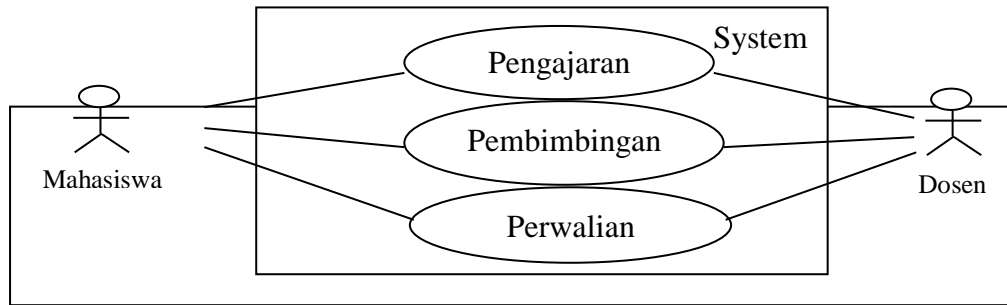 System
Pengajaran
Pembimbingan
Mahasiswa
Dosen
Perwalian